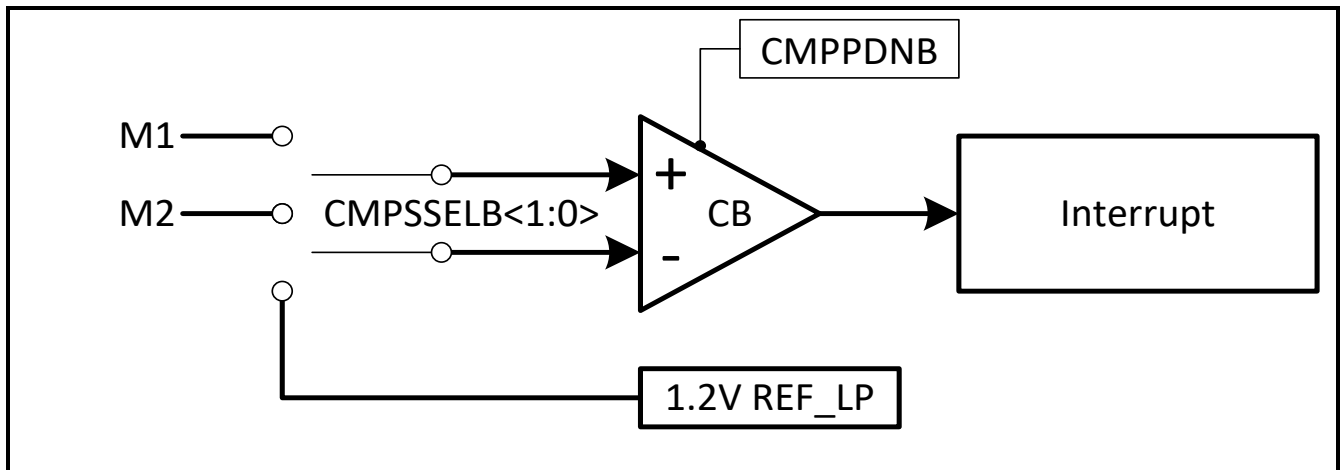 CMPPDNB
M1
+
M2
CMPSSELB<1:0>
CB
Interrupt
-
1.2V REF_LP